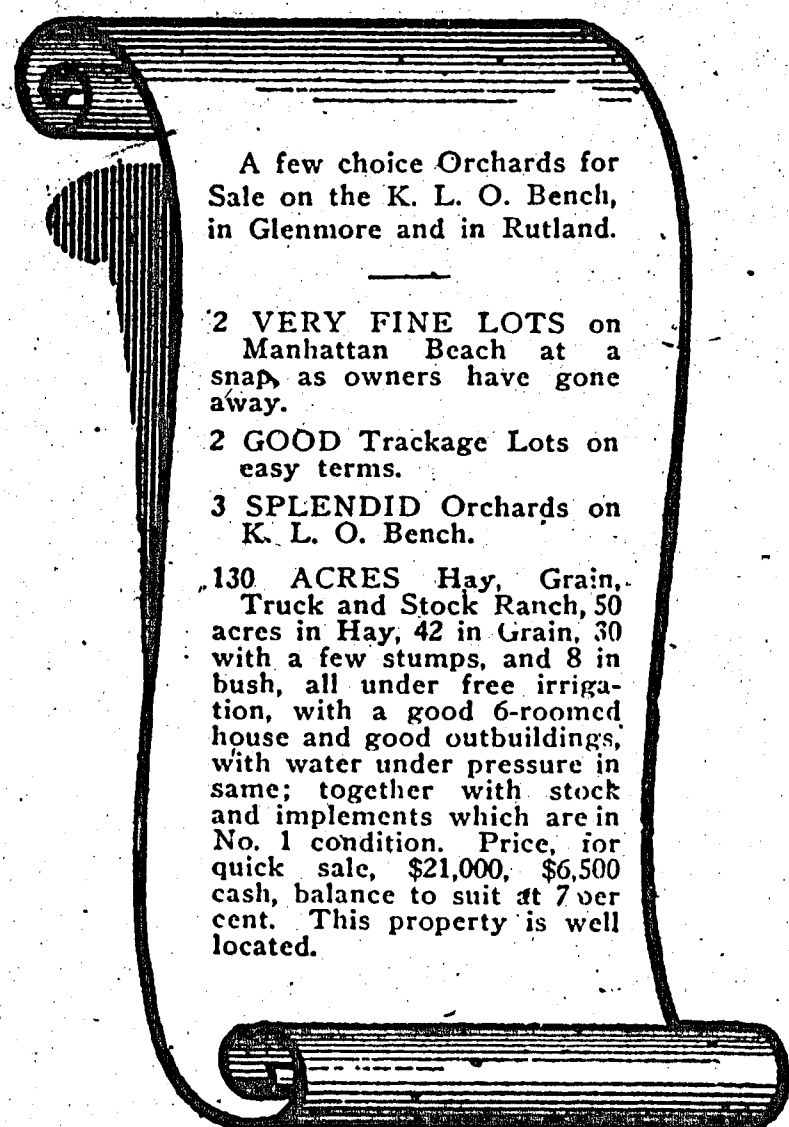 A few choice Orchards for
Sale on the K. L. O. Bench,
in Glenmore and in Rutland.
2 VERY FINE LOTS on
Manhattan Beach at a
snap, as owners have gone
away.
2 GOOD Trackage Lots on
easy terms.
3 SPLENDID Orchards on
K. L. O. Bench.
130 ACRES Hay, Grain,
Truck and Stock Ranch, 50
acres in Hay, 42 in Grain, 30
with a few stumps, and 8 in
bush, all under free irriga-
tion, with a good 6-roomed
house and good outbuildings,
with water under pressure in
same; together with stock
and implements which are in
No. 1 condition. Price, for
quick sale, $21,000, $6,500
cash, balance to suit at 7 per
cent. This property is well
located.